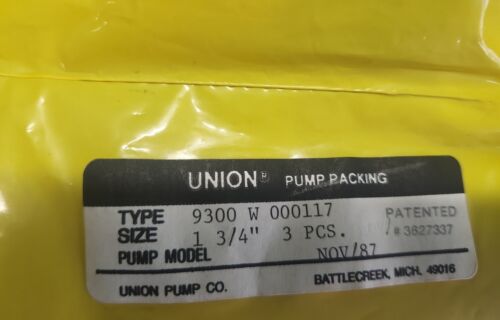 UNION® PUMP PACKING
TYPE 9300 W 000117 PATENTED
SIZE 1 3/4" 3 PCS. # 3627337
PUMP MODEL NOV/87
UNION PUMP CO. BATTLECREEK, MICH. 49016